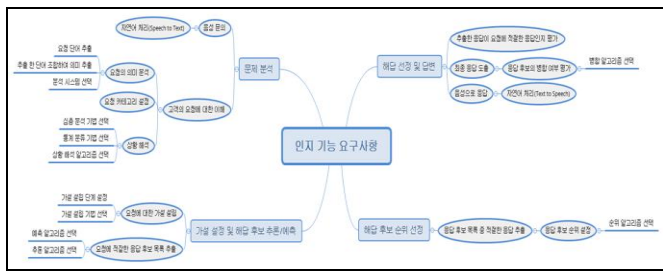 인지 기능 요구사항
문제 분석
음성 문의
자연어 처리(Speech to Text)
고객의 요청에 대한 이해
요청의 의미 분석
요청 단어 추출
추출 한 단어 조합하여 의미 추출
분석 시스템 선택
요청 카테고리 설정
상황 해석
심층 분석 기법 선택
통계 분류 기법 선택
상황 해석 알고리즘 선택
가설 설정 및 해답 후보 추론/예측
요청에 대한 가설 설립
가설 설립 단계 설정
가설 설립 기법 선택
요청에 적절한 응답 후보 목록 추출
예측 알고리즘 선택
추론 알고리즘 선택
해답 선정 및 답변
추출한 응답이 요청에 적절한 응답인지 평가
최종 응답 도출
응답 후보의 병합 여부 평가
병합 알고리즘 선택
음성으로 응답
자연어 처리(Text to Speech)
해답 후보 순위 선정
응답 후보 목록 중 적절한 응답 추출
응답 후보 순위 설정
순위 알고리즘 선택